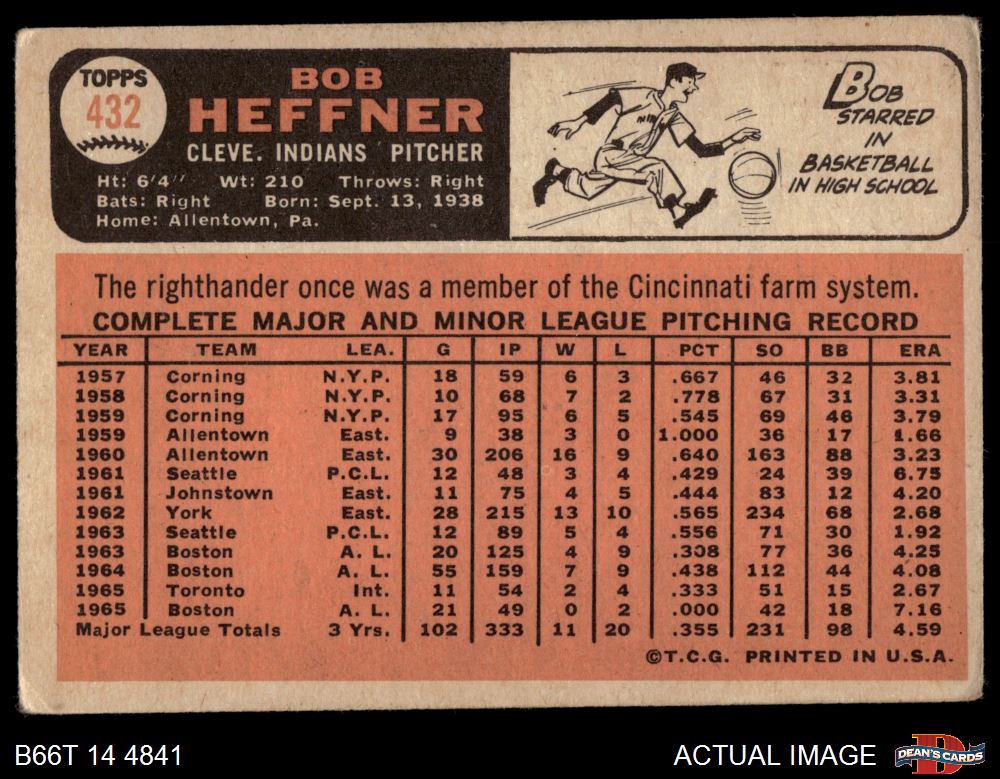 TOPPS
432
BOB
HEFFNER
CLEVE. INDIANS PITCHER
Ht: 6'4" Wt: 210 Throws: Right
Bats: Right Born: Sept. 13, 1938
Home: Allentown, Pa.
BOB
STARRED
IN
BASKETBALL
IN HIGH SCHOOL
The righthander once was a member of the Cincinnati farm system.
COMPLETE MAJOR AND MINOR LEAGUE PITCHING RECORD
YEAR TEAM LEA. G IP W L PCT SO BB ERA
1957 Corning N.Y.P. 18 59 6 3 .667 46 32 3.81
1958 Corning N.Y.P. 10 68 7 2 .778 67 31 3.31
1959 Corning N.Y.P. 17 95 6 5 .545 69 46 3.79
1959 Allentown East. 9 38 3 0 1.000 36 17 1.66
1960 Allentown East. 30 206 16 9 .640 163 88 3.23
1961 Seattle P.C.L. 12 48 3 4 .429 24 39 6.75
1961 Johnstown East. 11 75 4 5 .444 83 12 4.20
1962 York East. 28 215 13 10 .565 234 68 2.68
1963 Seattle P.C.L. 12 89 5 4 .556 71 30 1.92
1963 Boston A. L. 20 125 4 9 .308 77 36 4.25
1964 Boston A. L. 55 159 7 9 .438 112 44 4.08
1965 Toronto Int. 11 54 2 4 .333 51 15 2.67
1965 Boston A. L. 21 49 0 2 .000 42 18 7.16
Major League Totals 3 Yrs. 102 333 11 20 .355 231 98 4.59
©T.C.G. PRINTED IN U.S.A.
B66T 14 4841
ACTUAL IMAGE
DEAN'S CARDS